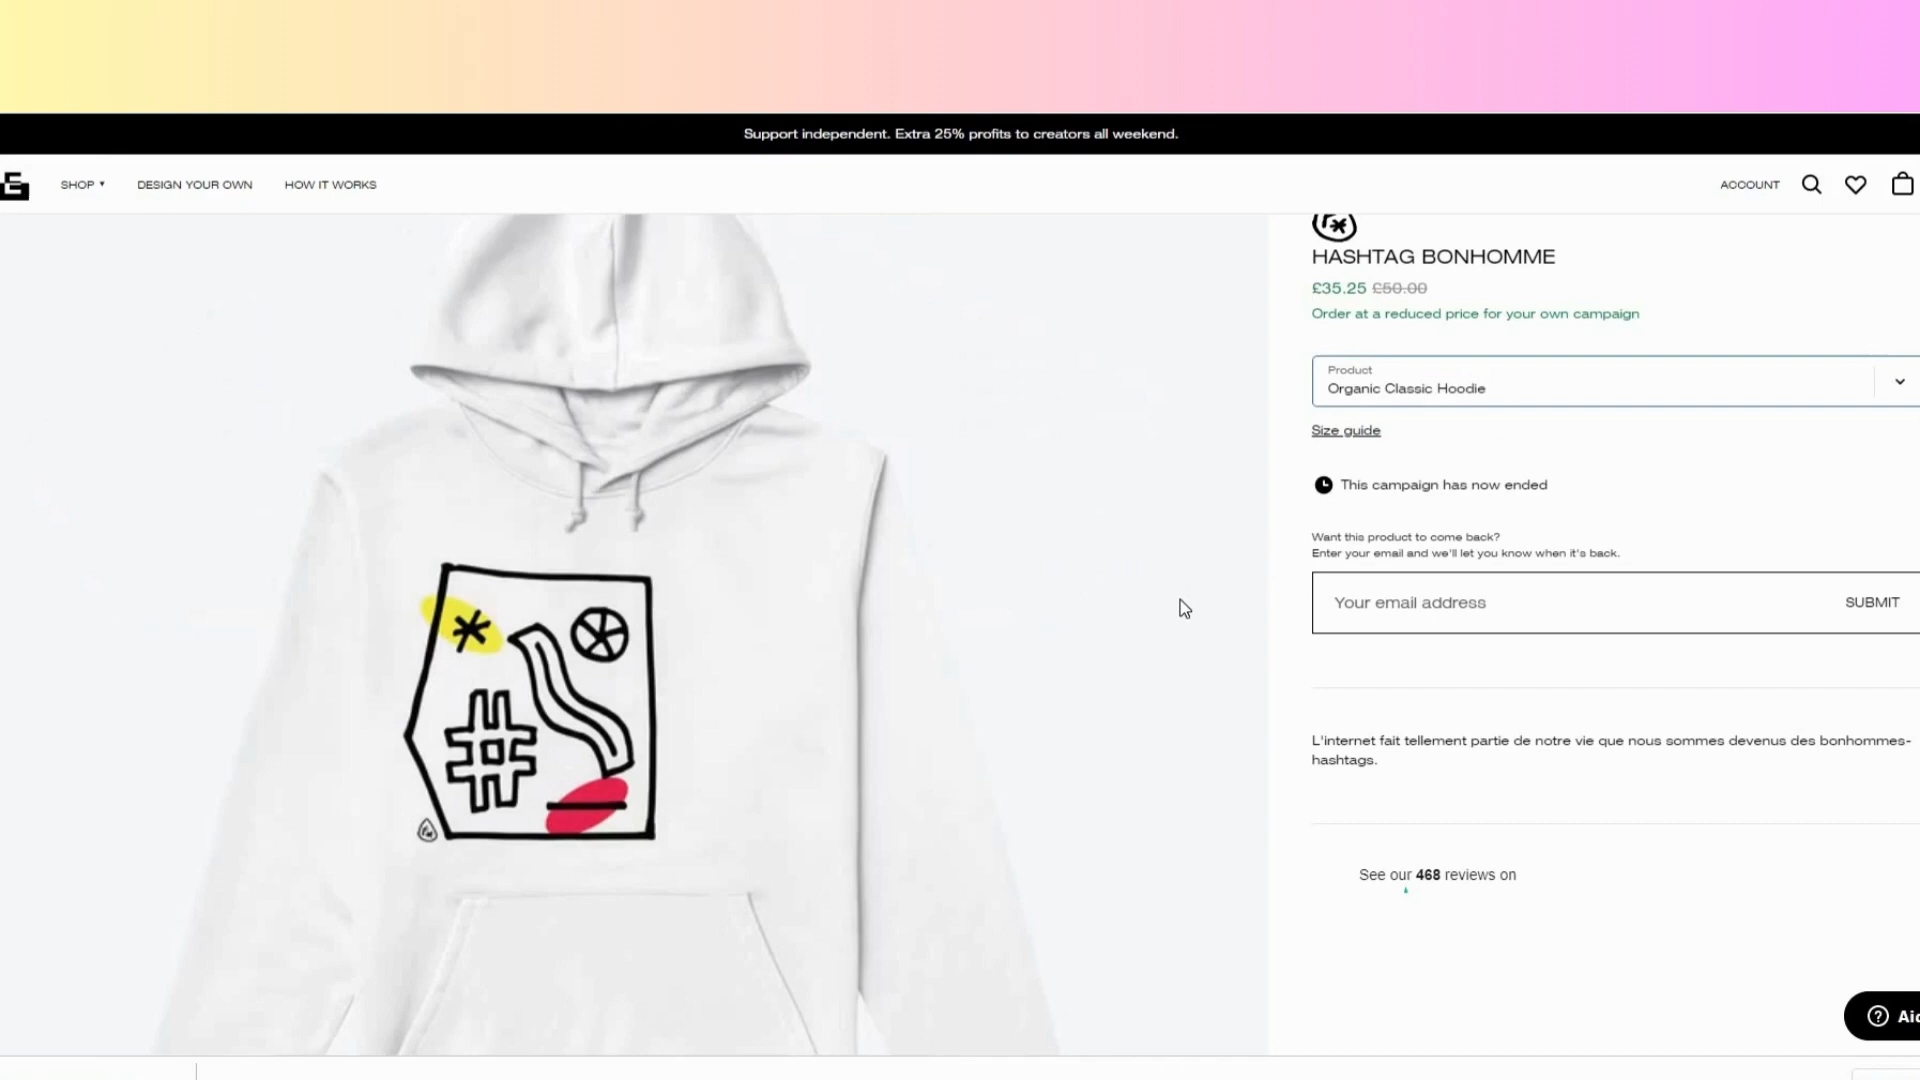 Support independent. Extra 25% profits to creators all weekend.
SHOP ▾
DESIGN YOUR OWN
HOW IT WORKS
ACCOUNT
HASHTAG BONHOMME
£35.25 £50.00
Order at a reduced price for your own campaign
Product
Organic Classic Hoodie
Size guide
This campaign has now ended
Want this product to come back?
Enter your email and we'll let you know when it's back.
Your email address
SUBMIT
L'internet fait tellement partie de notre vie que nous sommes devenus des bonhommes-
hashtags.
See our 468 reviews on